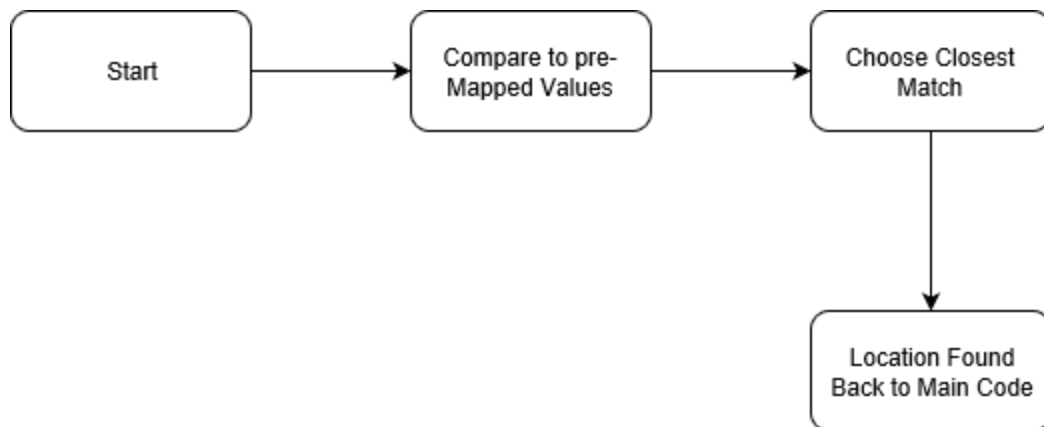 Start
Compare to pre-
Mapped Values
Choose Closest
Match
Location Found
Back to Main Code